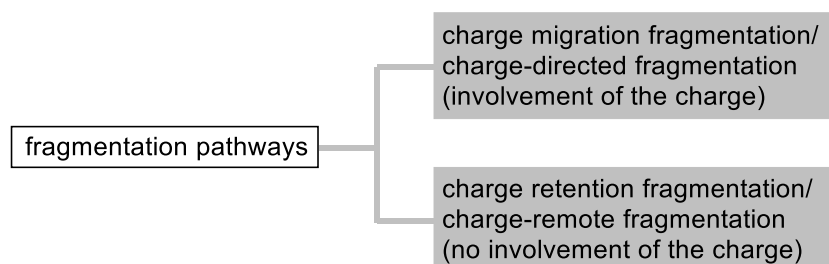 charge migration fragmentation/
charge-directed fragmentation
(involvement of the charge)
fragmentation pathways
charge retention fragmentation/
charge-remote fragmentation
(no involvement of the charge)